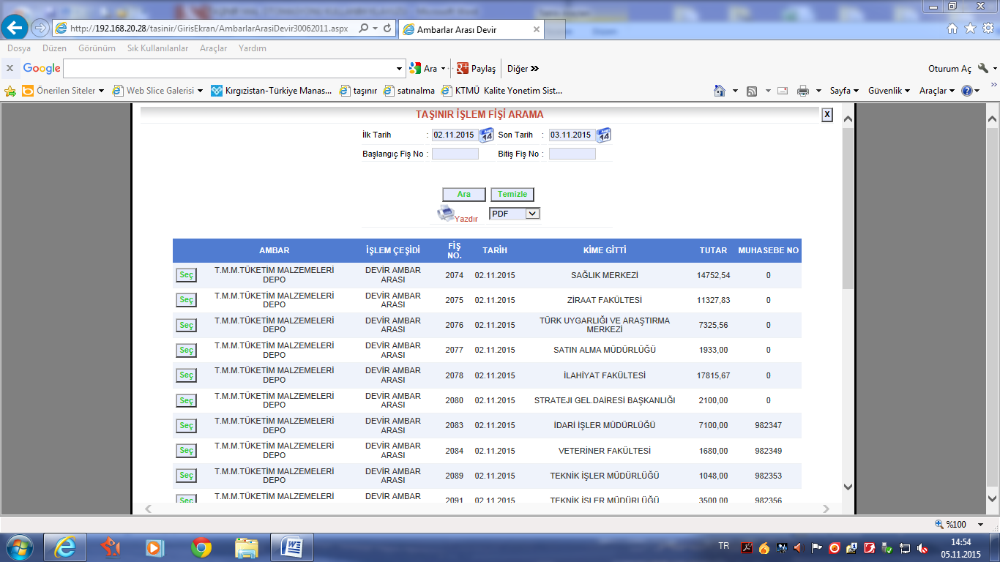 http://192.168.20.28/tasinir/GirisEkran/AmbarlarArasiDevir30062011.aspx
Ambarlar Arası Devir
Dosya Düzen Görünüm Sık Kullanılanlar Araçlar Yardım
x Google Ara Paylaş Diğer »
Oturum Aç
Önerilen Siteler Web Slice Galerisi Kırgızistan-Türkiye Manas... taşınır satınalma KTMÜ Kalite Yonetim Sist...
Sayfa Güvenlik Araçlar
TAŞINIR İŞLEM FİŞİ ARAMA
X
İlk Tarih : 02.11.2015 Son Tarih : 03.11.2015
Başlangıç Fiş No : Bitiş Fiş No :
Ara Temizle
Yazdır PDF
AMBAR İŞLEM ÇEŞİDİ FİŞ NO. TARİH KİME GİTTİ TUTAR MUHASEBE NO
Seç T.M.M.TÜKETİM MALZEMELERİ DEPO DEVİR AMBAR ARASI 2074 02.11.2015 SAĞLIK MERKEZİ 14752,54 0
Seç T.M.M.TÜKETİM MALZEMELERİ DEPO DEVİR AMBAR ARASI 2075 02.11.2015 ZİRAAT FAKÜLTESİ 11327,83 0
Seç T.M.M.TÜKETİM MALZEMELERİ DEPO DEVİR AMBAR ARASI 2076 02.11.2015 TÜRK UYGARLIĞI VE ARAŞTIRMA MERKEZİ 7325,56 0
Seç T.M.M.TÜKETİM MALZEMELERİ DEPO DEVİR AMBAR ARASI 2077 02.11.2015 SATIN ALMA MÜDÜRLÜĞÜ 1933,00 0
Seç T.M.M.TÜKETİM MALZEMELERİ DEPO DEVİR AMBAR ARASI 2078 02.11.2015 İLAHİYAT FAKÜLTESİ 17815,67 0
Seç T.M.M.TÜKETİM MALZEMELERİ DEPO DEVİR AMBAR ARASI 2080 02.11.2015 STRATEJI GEL.DAİRESİ BAŞKANLIĞI 2100,00 0
Seç T.M.M.TÜKETİM MALZEMELERİ DEPO DEVİR AMBAR ARASI 2083 02.11.2015 İDARİ İŞLER MÜDÜRLÜĞÜ 7100,00 982347
Seç T.M.M.TÜKETİM MALZEMELERİ DEPO DEVİR AMBAR ARASI 2084 02.11.2015 VETERİNER FAKÜLTESİ 1680,00 982349
Seç T.M.M.TÜKETİM MALZEMELERİ DEPO DEVİR AMBAR ARASI 2089 02.11.2015 TEKNİK İŞLER MÜDÜRLÜĞÜ 1048,00 982353
Seç T.M.M.TÜKETİM MALZEMELERİ DEVİR AMBAR 2091 02.11.2015 TEKNİK İŞLER MÜDÜRLÜĞÜ 3500,00 982356
%100
TR
14:54
05.11.2015